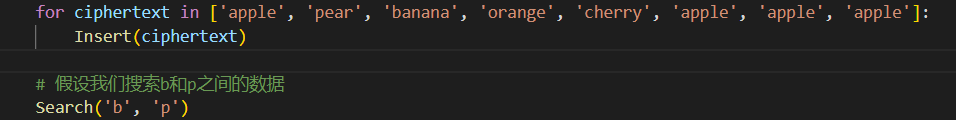 for ciphertext in ['apple', 'pear', 'banana', 'orange', 'cherry', 'apple', 'apple', 'apple']:
    Insert(ciphertext)
# 假设我们搜索b和p之间的数据
Search('b', 'p')